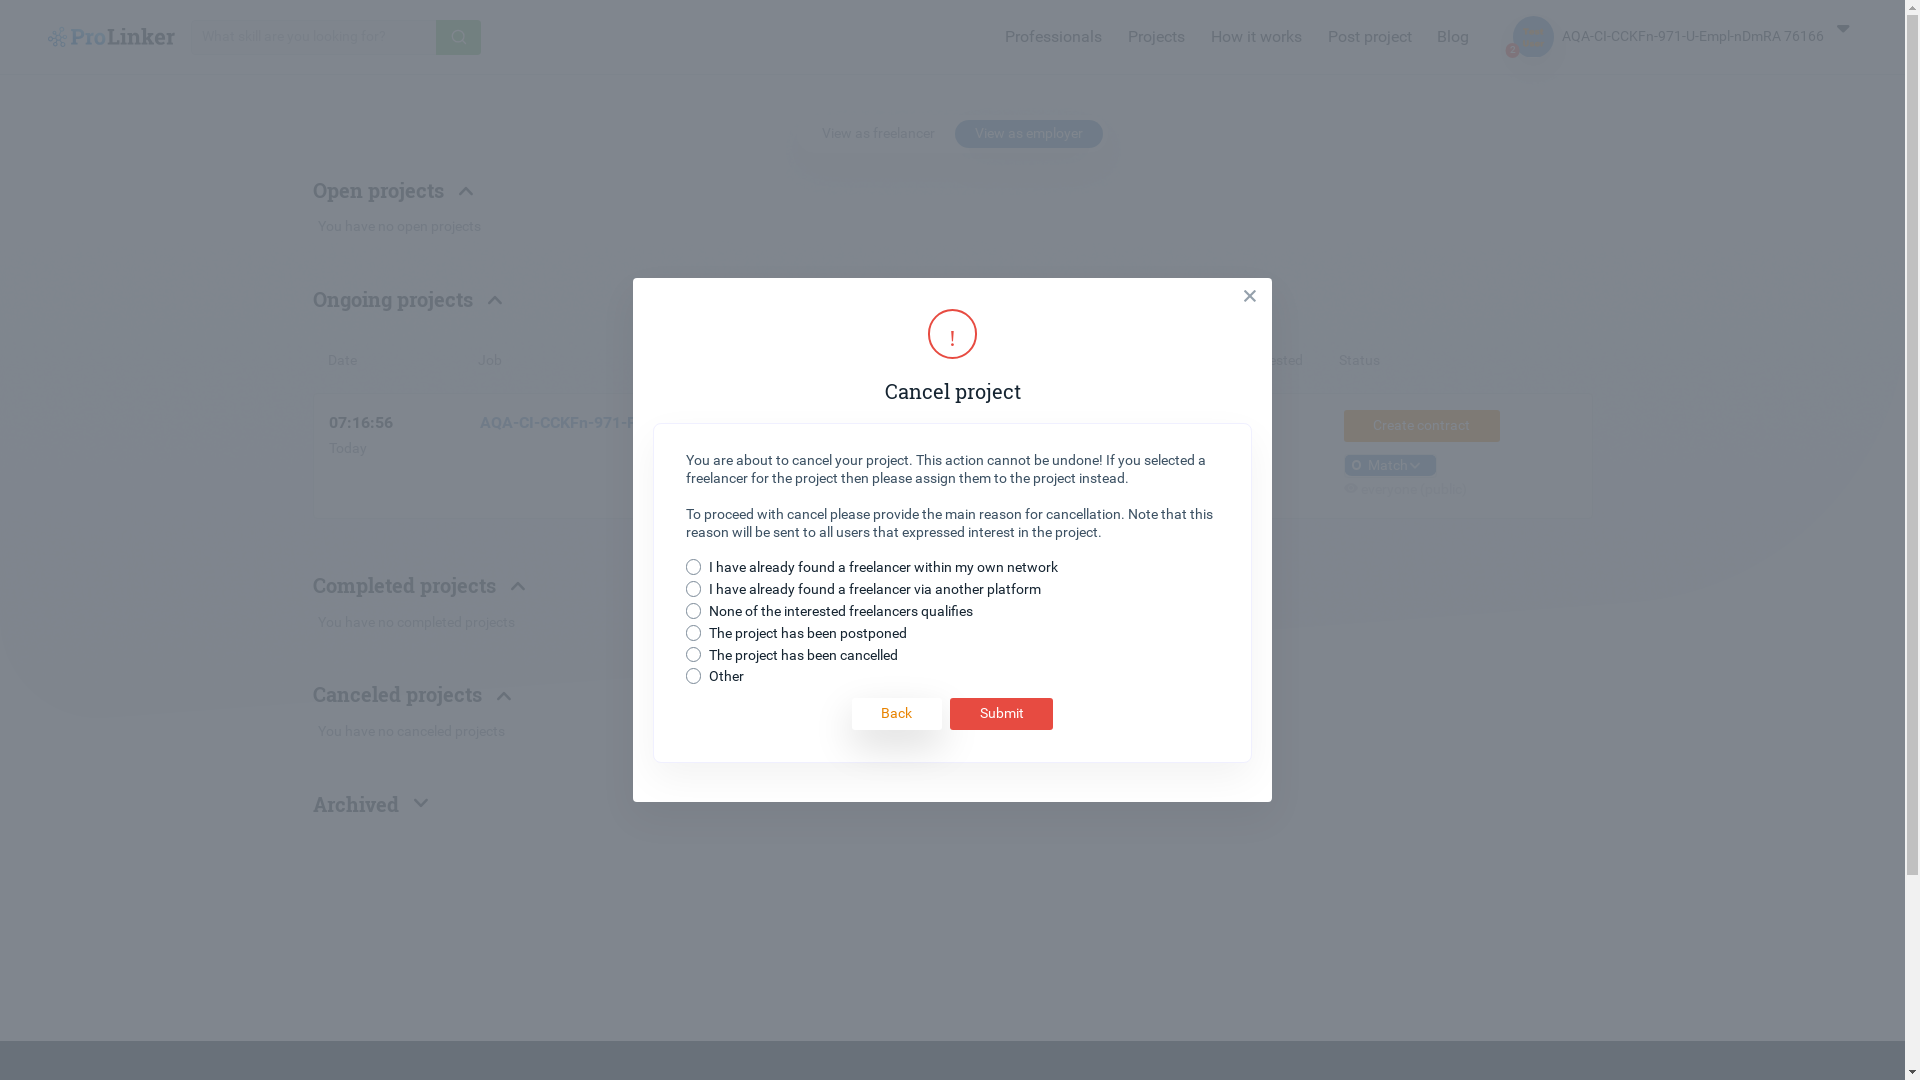 ProLinker What skill are you looking for? Professionals Projects How it works Post project Blog 2 AQA-CI-CCKFn-971-U-Empl-nDmRA 76166
View as freelancer View as employer
Open projects
You have no open projects
Ongoing projects
Date Job Status
07:16:56 AQA-CI-CCKFn-971- Create contract
Today
Match
!
Cancel project
You are about to cancel your project. This action cannot be undone! If you selected a
freelancer for the project then please assign them to the project instead.
To proceed with cancel please provide the main reason for cancellation. Note that this
reason will be sent to all users that expressed interest in the project.
I have already found a freelancer within my own network
I have already found a freelancer via another platform
None of the interested freelancers qualifies
The project has been postponed
The project has been cancelled
Other
Back Submit
Completed projects
You have no completed projects
Canceled projects
You have no canceled projects
Archived